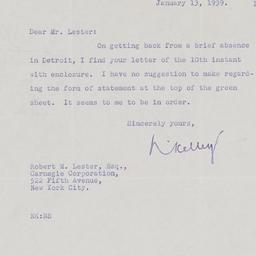 January 13, 1939.
Dear Mr. Lester:
On getting back from a brief absence
in Detroit, I find your letter of the 10th instant
with enclosure. I have no suggestion to make regard-
ing the form of statement at the top of the green
sheet. It seems to me to be in order.
Sincerely yours,
Robert M. Lester, Esq.,
Carnegie Corporation,
522 Fifth Avenue,
New York City.